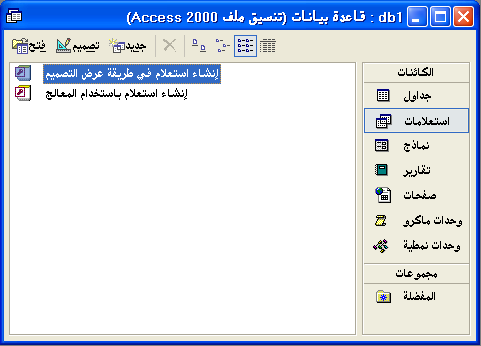 db1 : قاعدة بيانات (تنسيق ملف Access 2000)
فتح تصميم جديد
إنشاء استعلام في طريقة عرض التصميم
إنشاء استعلام باستخدام المعالج
الكائنات
جداول
استعلامات
نماذج
تقارير
صفحات
وحدات ماكرو
وحدات نمطية
مجموعات
المفضلة